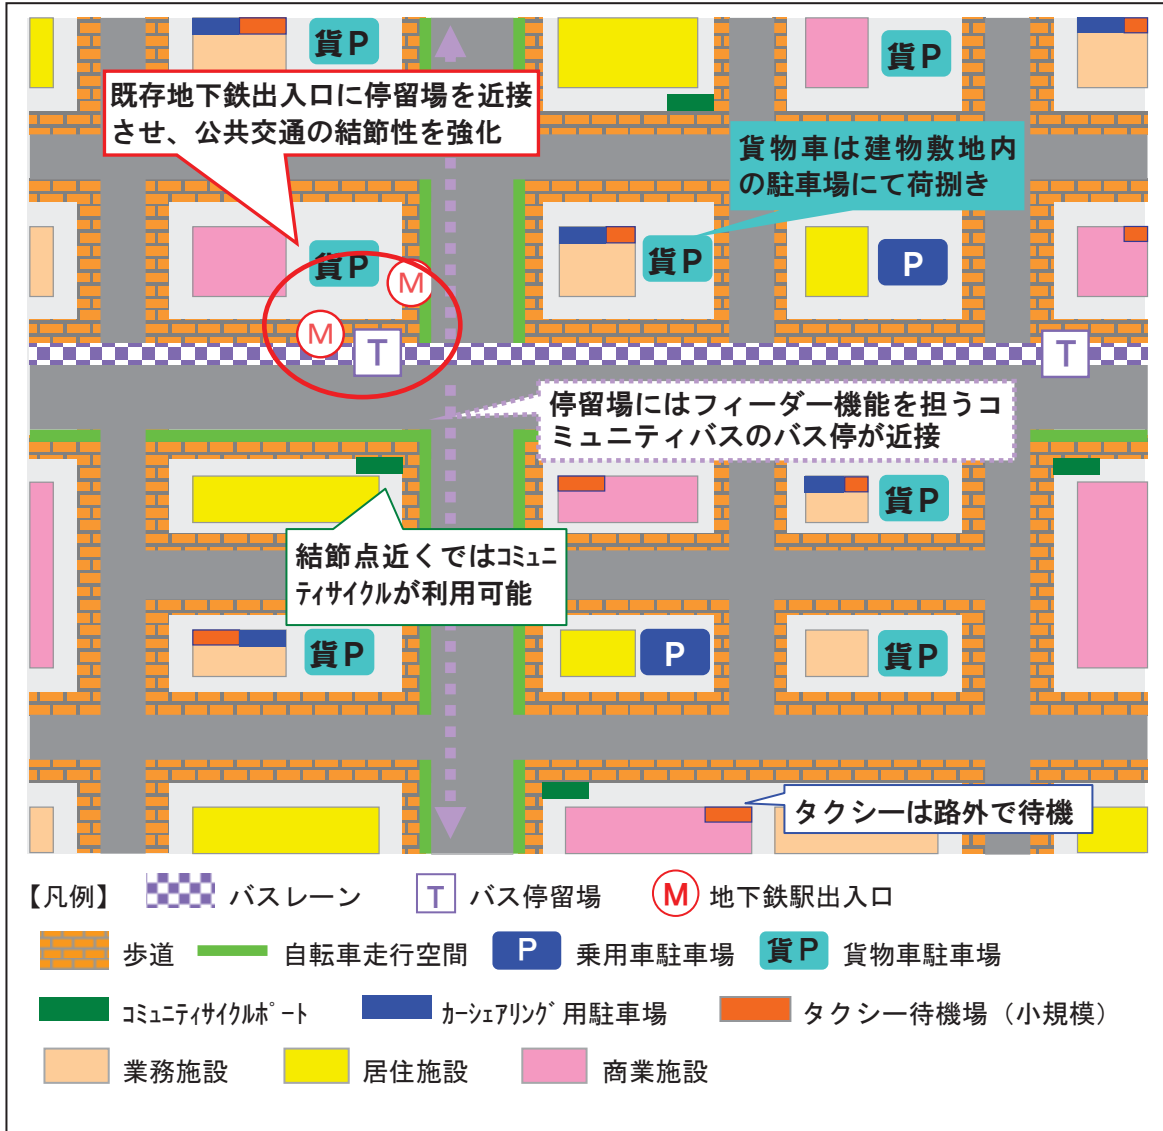 貨P
貨P
既存地下鉄出入口に停留場を近接
させ、公共交通の結節性を強化
貨物車は建物敷地内
の駐車場にて荷捌き
貨P
M
貨P
P
M
T
T
停留場にはフィーダー機能を担うコ
ミュニティバスのバス停が近接
貨P
結節点近くではｺﾐｭﾆ
ﾃｨｻｲｸﾙが利用可能
貨P
P
貨P
タクシーは路外で待機
【凡例】 バスレーン T バス停留場 M 地下鉄駅出入口
歩道 自転車走行空間 P 乗用車駐車場 貨P 貨物車駐車場
ｺﾐｭﾆﾃｨｻｲｸﾙﾎﾟｰﾄ ｶｰｼｪｱﾘﾝｸﾞ用駐車場 タクシー待機場（小規模）
業務施設 居住施設 商業施設